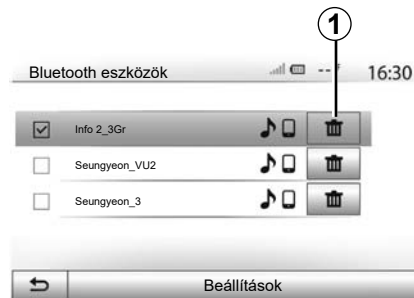 1
Bluetooth eszközök
--° 16:30
Info 2_3Gr
Seungyeon_VU2
Seungyeon_3
Beállítások